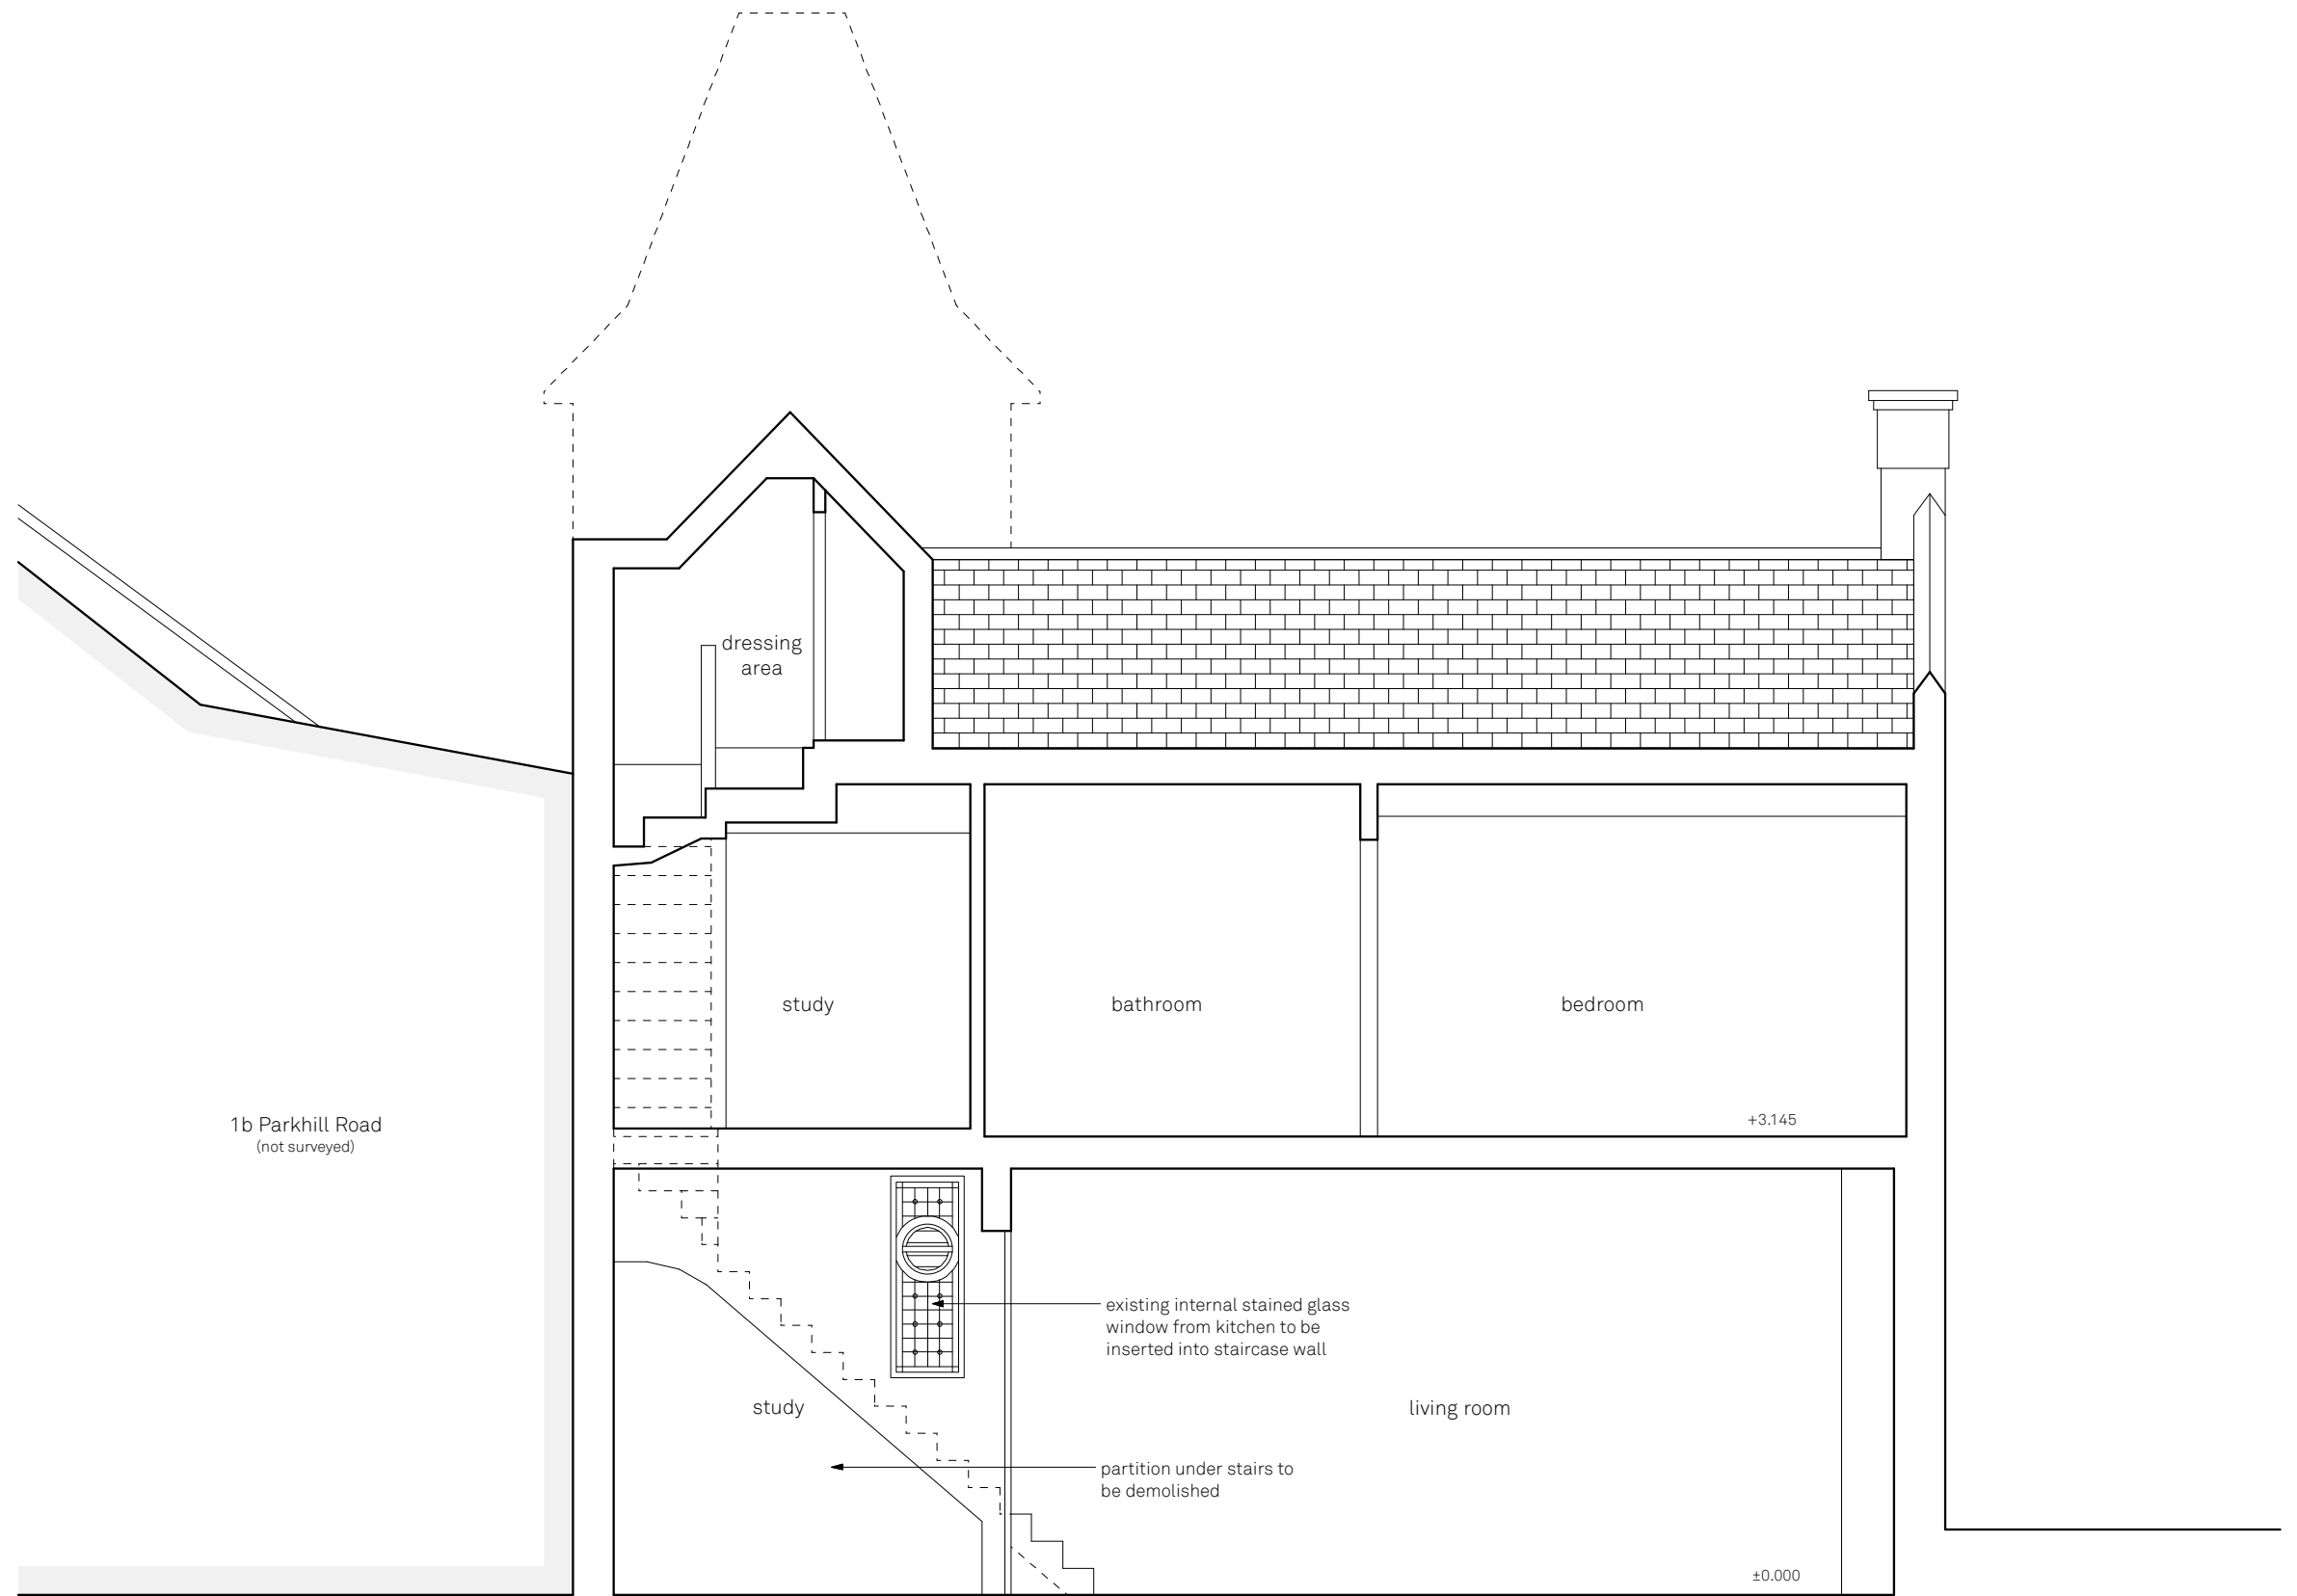 dressing
area
study
bathroom
bedroom
1b Parkhill Road
(not surveyed)
+3.145
existing internal stained glass
window from kitchen to be
inserted into staircase wall
study
living room
partition under stairs to
be demolished
±0.000